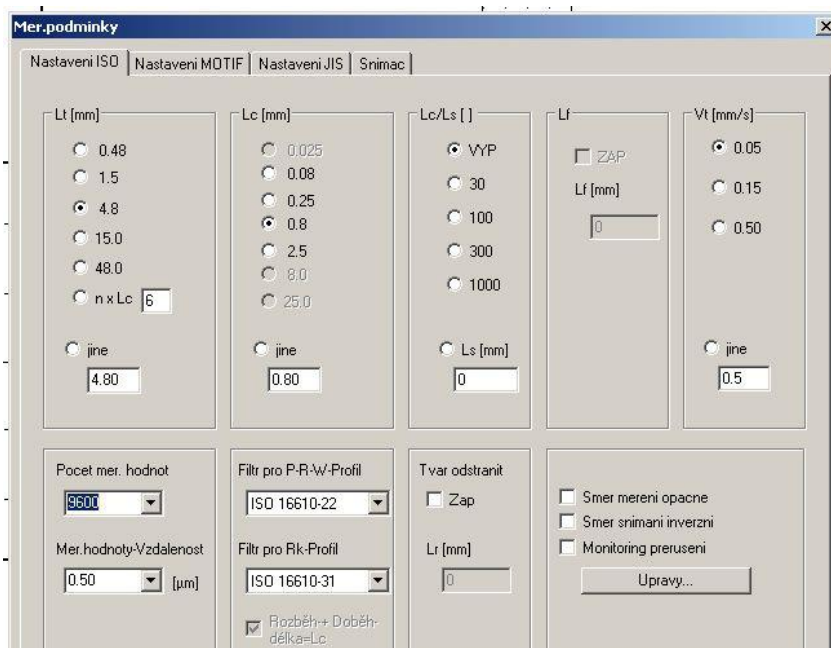 Mer.podminky
Nastaveni ISO Nastaveni MOTIF Nastaveni JIS Snimac
Lt [mm]
0.48
1.5
4.8
15.0
48.0
n x Lc 6
jine
4.80
Lc [mm]
0.025
0.08
0.25
0.8
2.5
8.0
25.0
jine
0.80
Lc/Ls [ ]
VYP
30
100
300
1000
Ls [mm]
0
Lf
ZAP
Lf [mm]
0
Vt [mm/s]
0.05
0.15
0.50
jine
0.5
Pocet mer. hodnot
9600
Mer.hodnoty-Vzdalenost
0.50 [µm]
Filtr pro P-R-W-Profil
ISO 16610-22
Filtr pro Rk-Profil
ISO 16610-31
Rozběh-+ Doběh-
délka=Lc
Tvar odstranit
Zap
Lr [mm]
0
Smer mereni opacne
Smer snimani inverzni
Monitoring preruseni
Upravy...